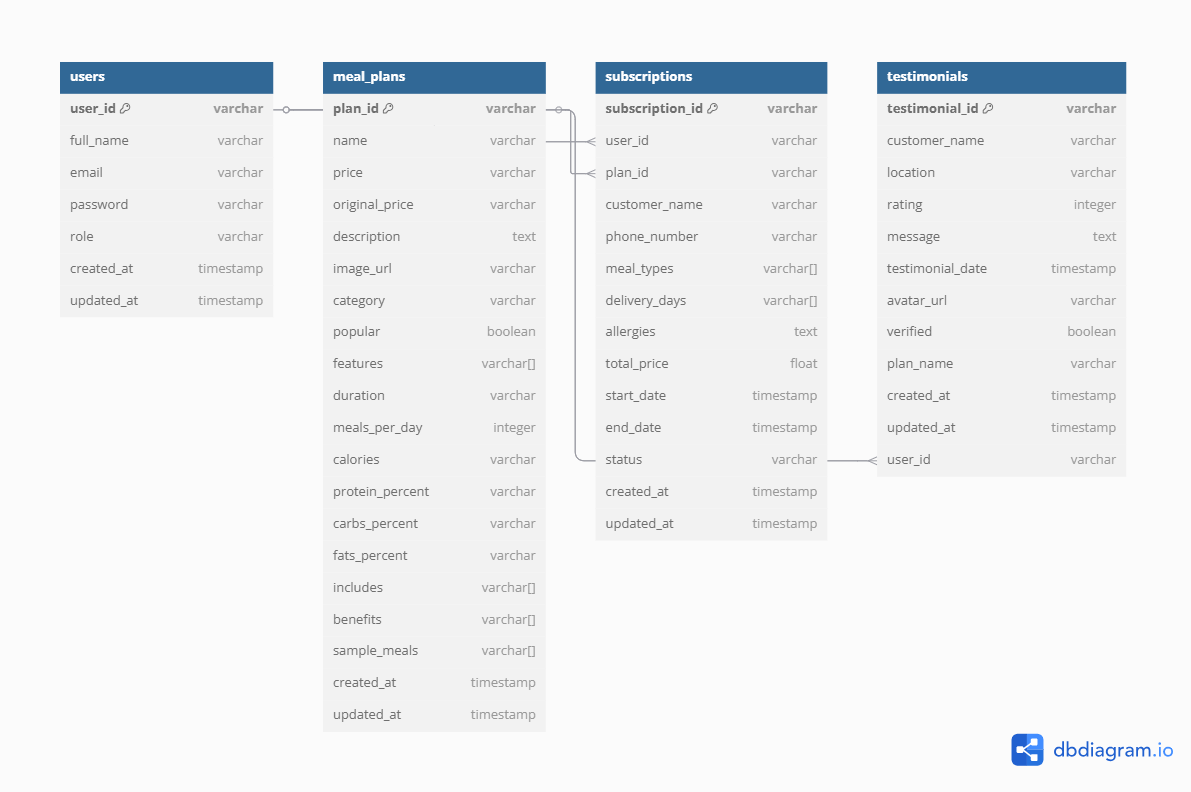 users
user_id varchar
full_name varchar
email varchar
password varchar
role varchar
created_at timestamp
updated_at timestamp
meal_plans
plan_id varchar
name varchar
price varchar
original_price varchar
description text
image_url varchar
category varchar
popular boolean
features varchar[]
duration varchar
meals_per_day integer
calories varchar
protein_percent varchar
carbs_percent varchar
fats_percent varchar
includes varchar[]
benefits varchar[]
sample_meals varchar[]
created_at timestamp
updated_at timestamp
subscriptions
subscription_id varchar
user_id varchar
plan_id varchar
customer_name varchar
phone_number varchar
meal_types varchar[]
delivery_days varchar[]
allergies text
total_price float
start_date timestamp
end_date timestamp
status varchar
created_at timestamp
updated_at timestamp
testimonials
testimonial_id varchar
customer_name varchar
location varchar
rating integer
message text
testimonial_date timestamp
avatar_url varchar
verified boolean
plan_name varchar
created_at timestamp
updated_at timestamp
user_id varchar
dbdiagram.io